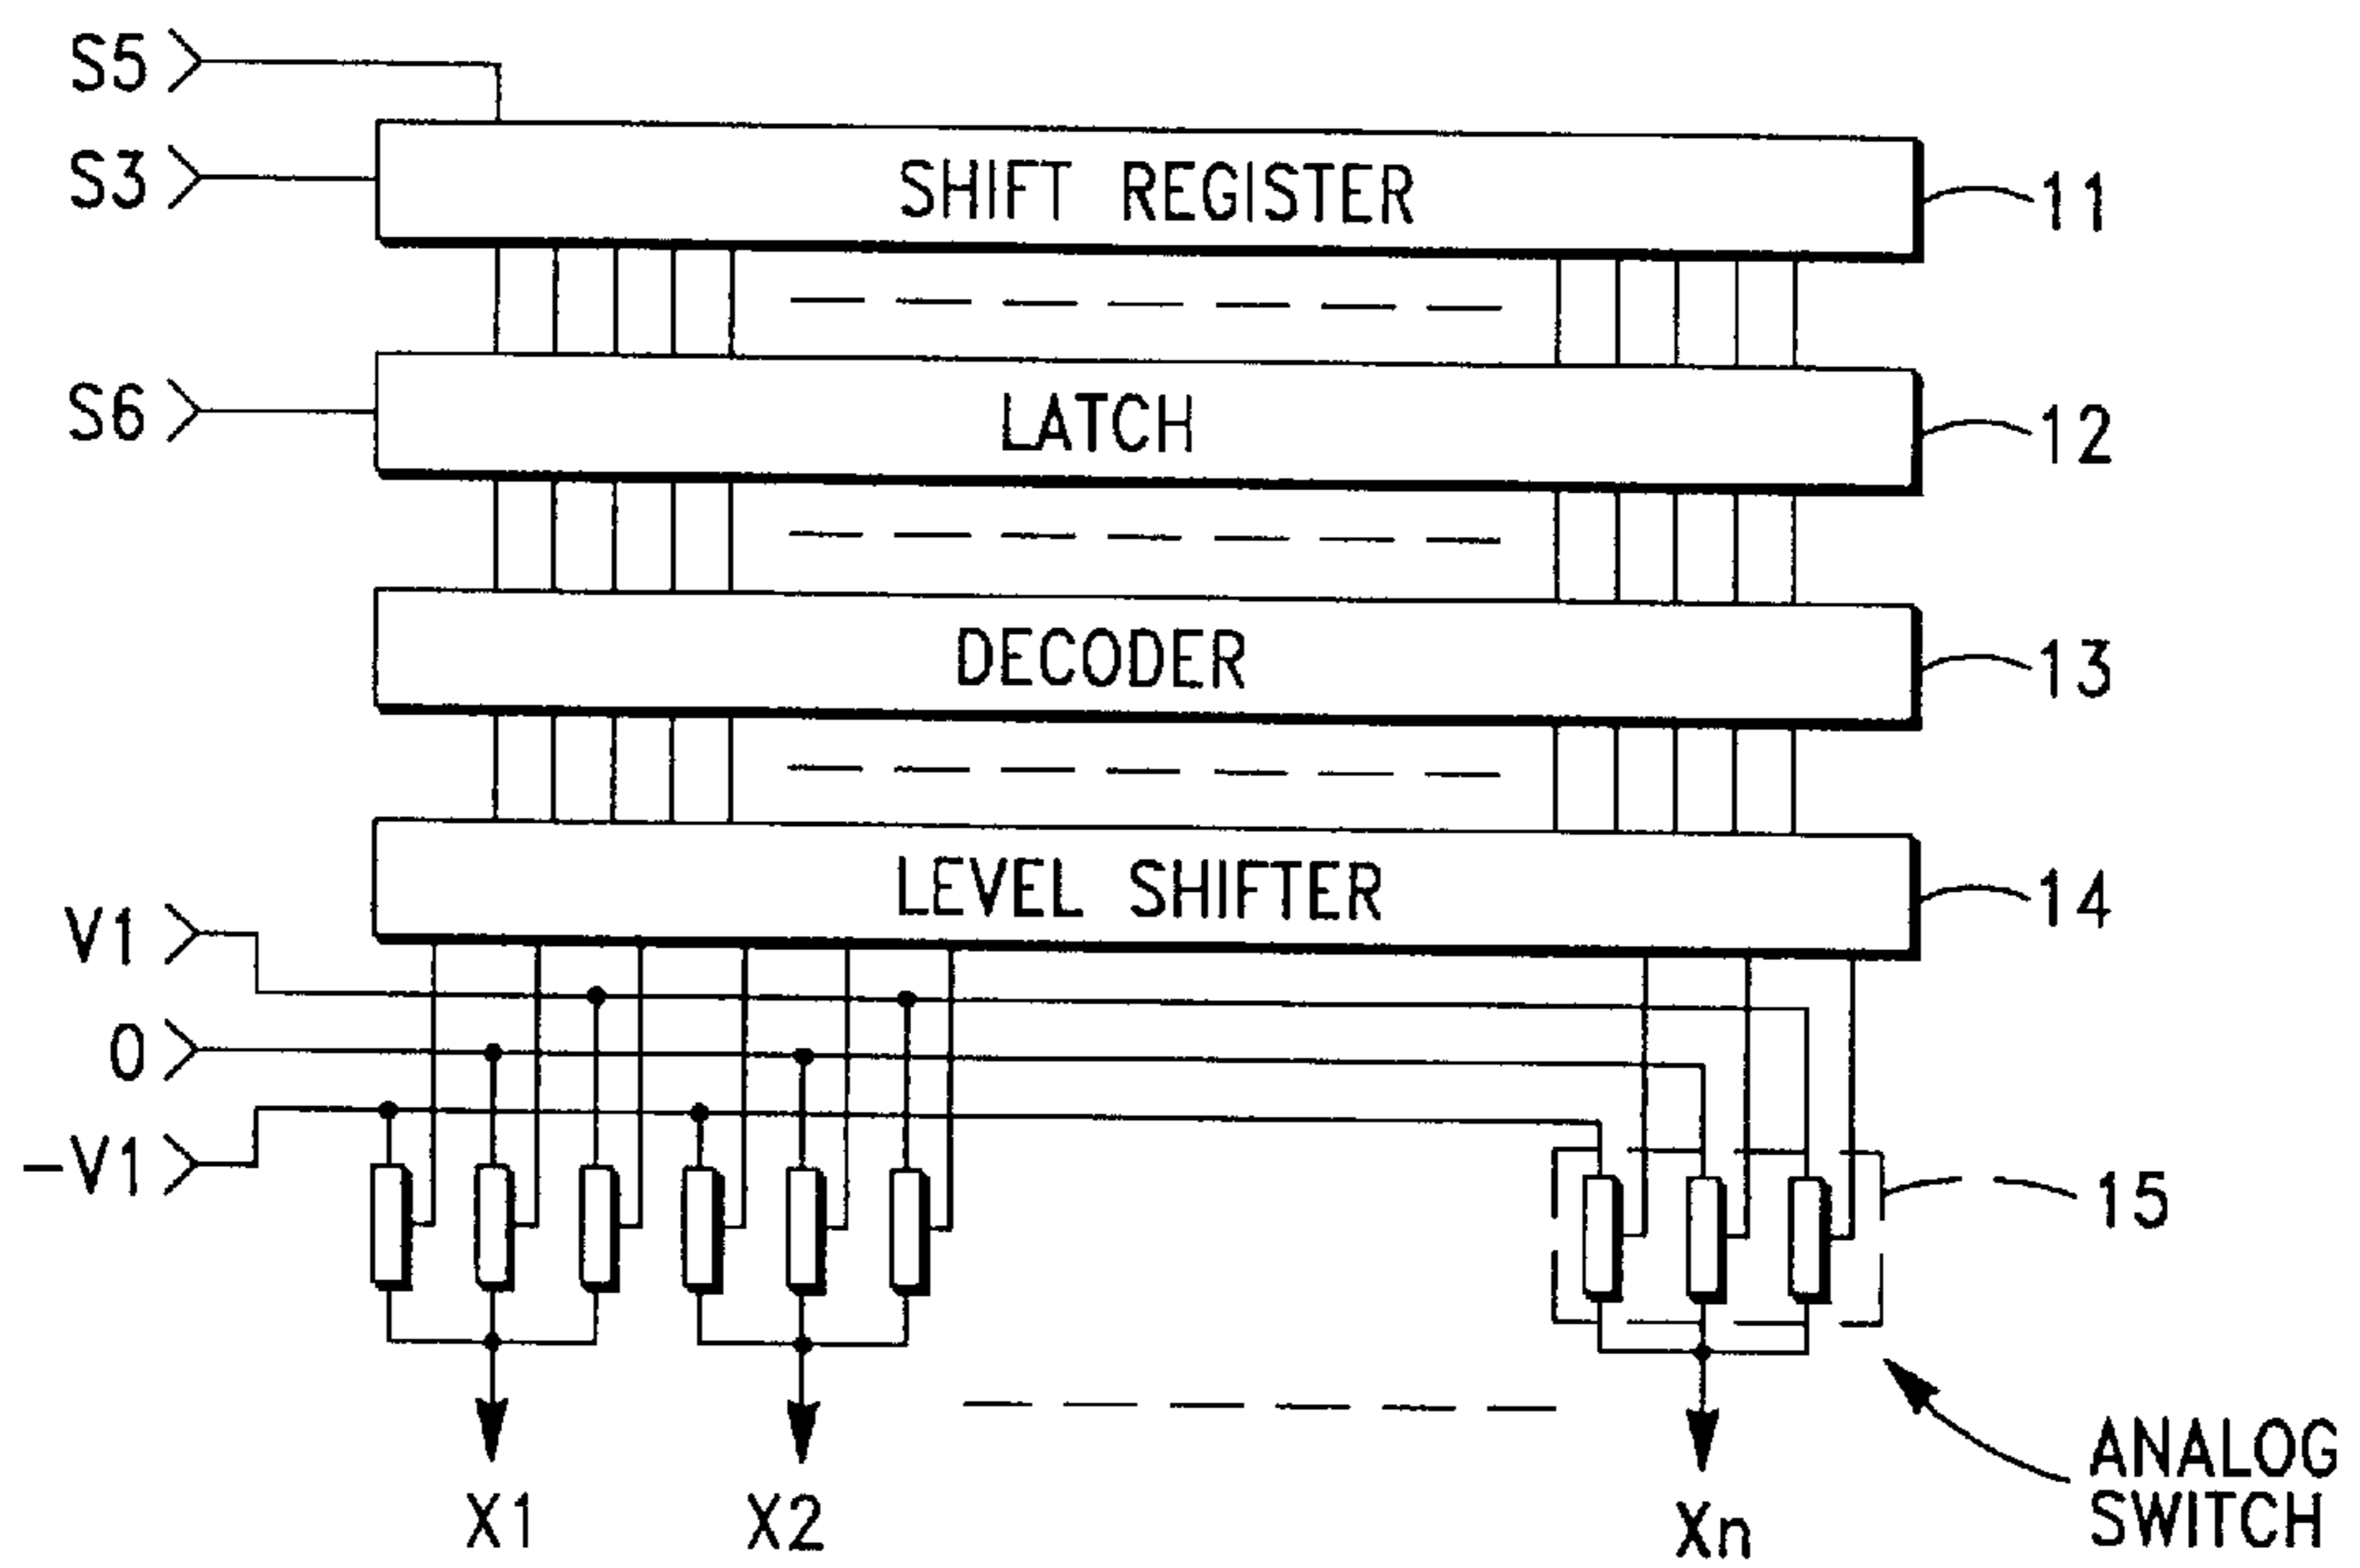 S5
S3
SHIFT REGISTER
11
S6
LATCH
12
DECODER
13
LEVEL SHIFTER
14
V1
0
-V1
15
X1
X2
Xn
ANALOG
SWITCH